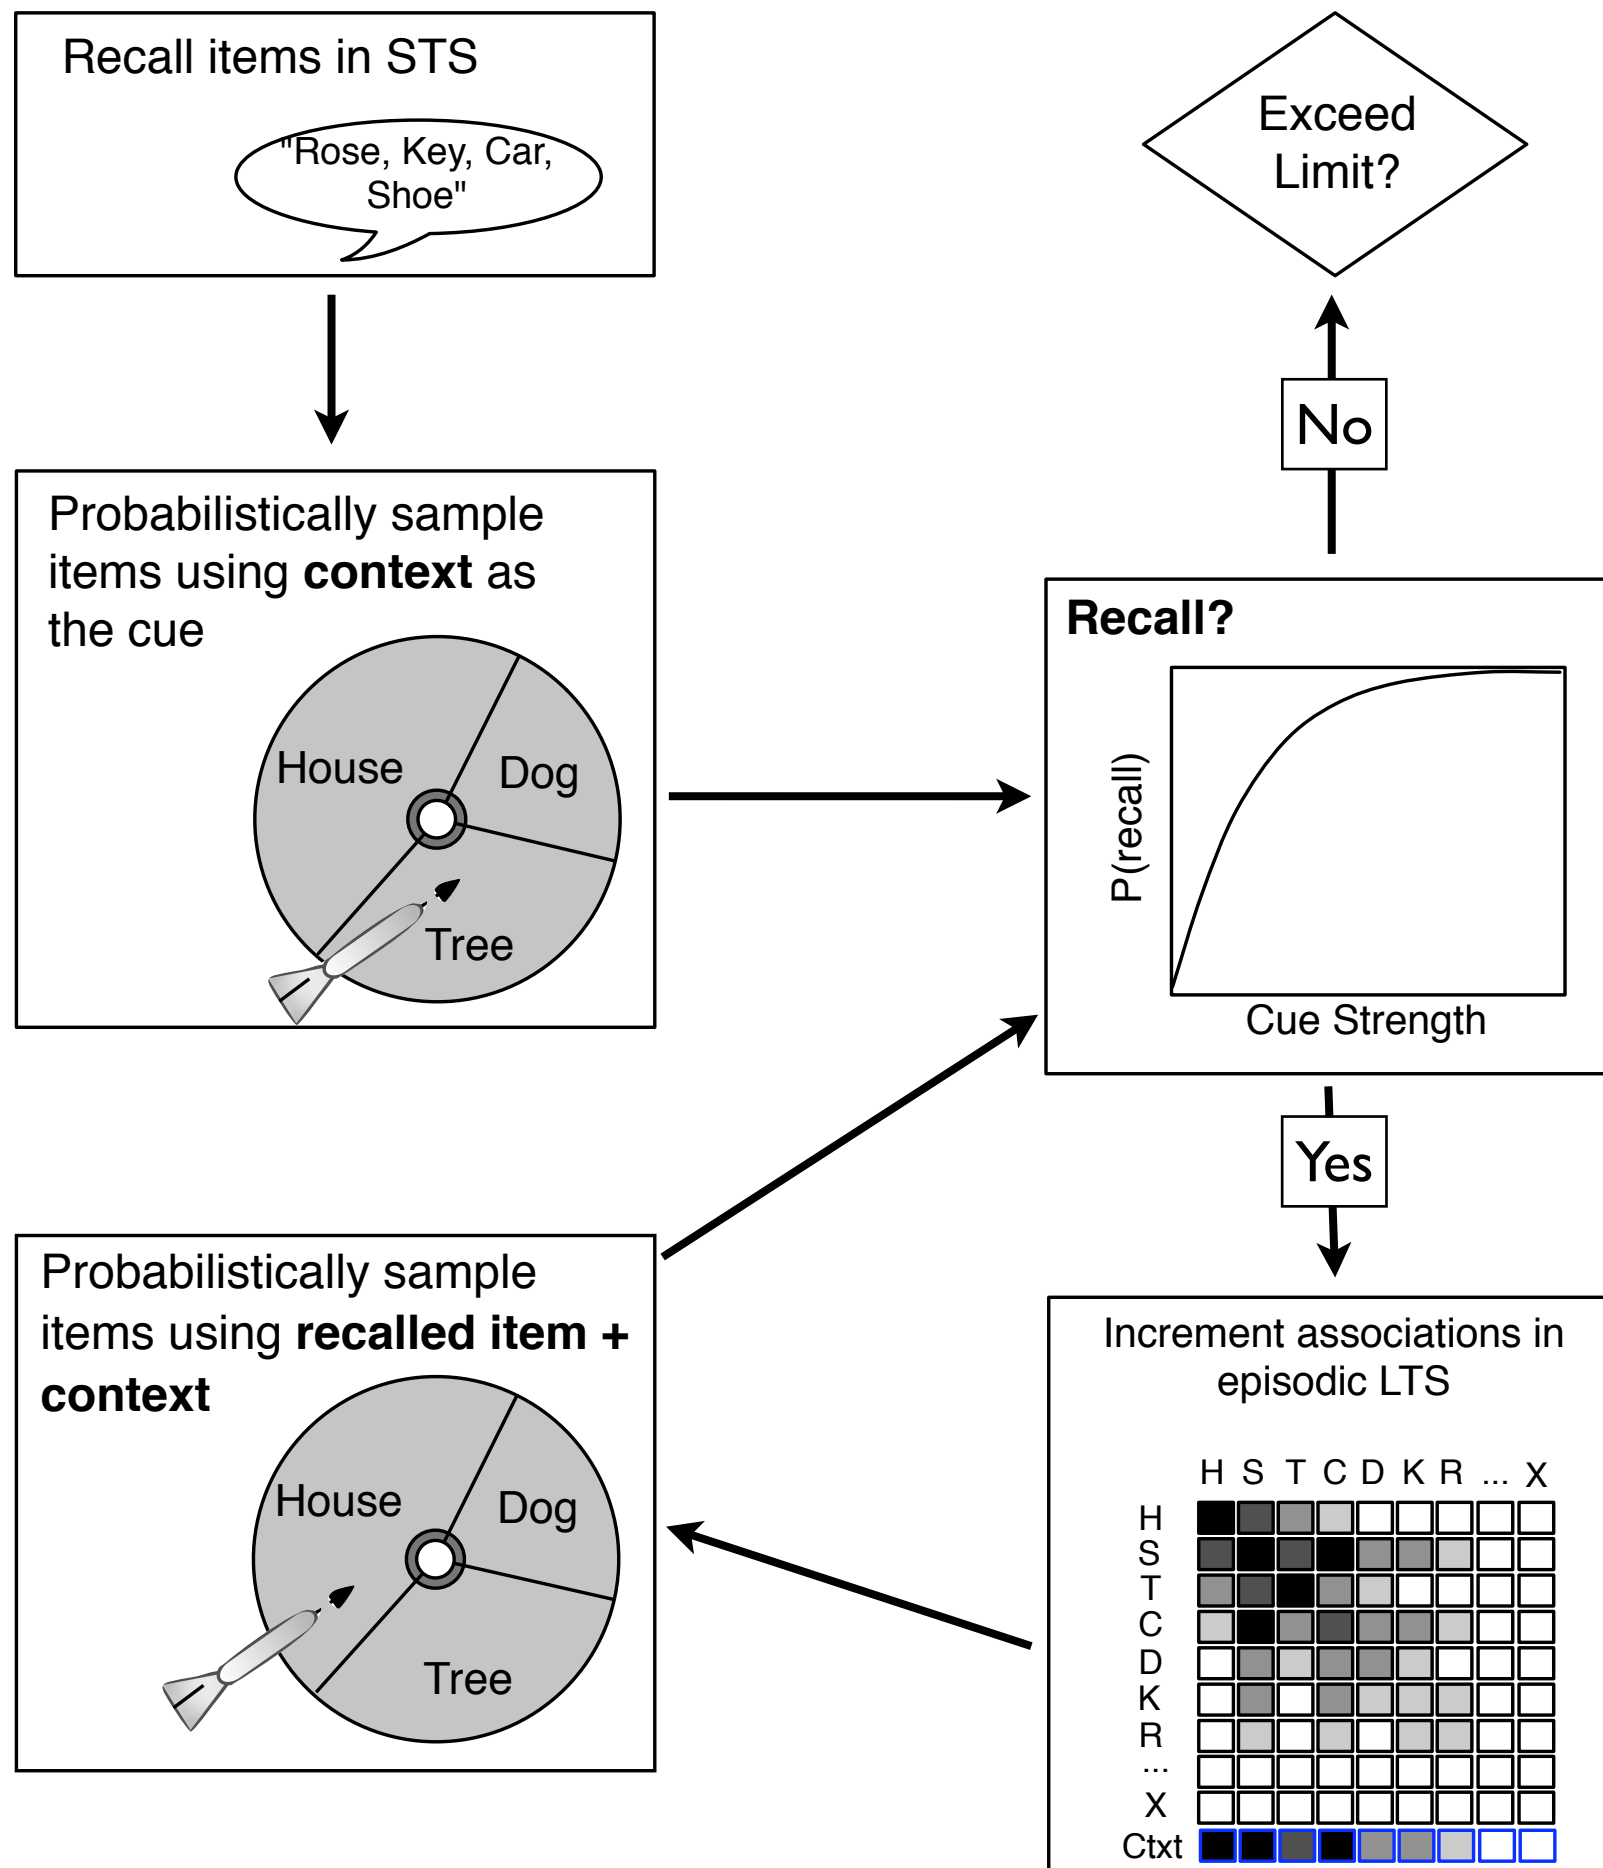 Recall items in STS
"Rose, Key, Car,
Shoe"
Exceed
Limit?
No
Probabilistically sample
items using context as
the cue
House
Dog
Tree
Recall?
P(recall)
Cue Strength
Yes
Probabilistically sample
items using recalled item +
context
House
Dog
Tree
Increment associations in
episodic LTS
H S T C D K R ... X
H
S
T
C
D
K
R
...
X
Ctxt